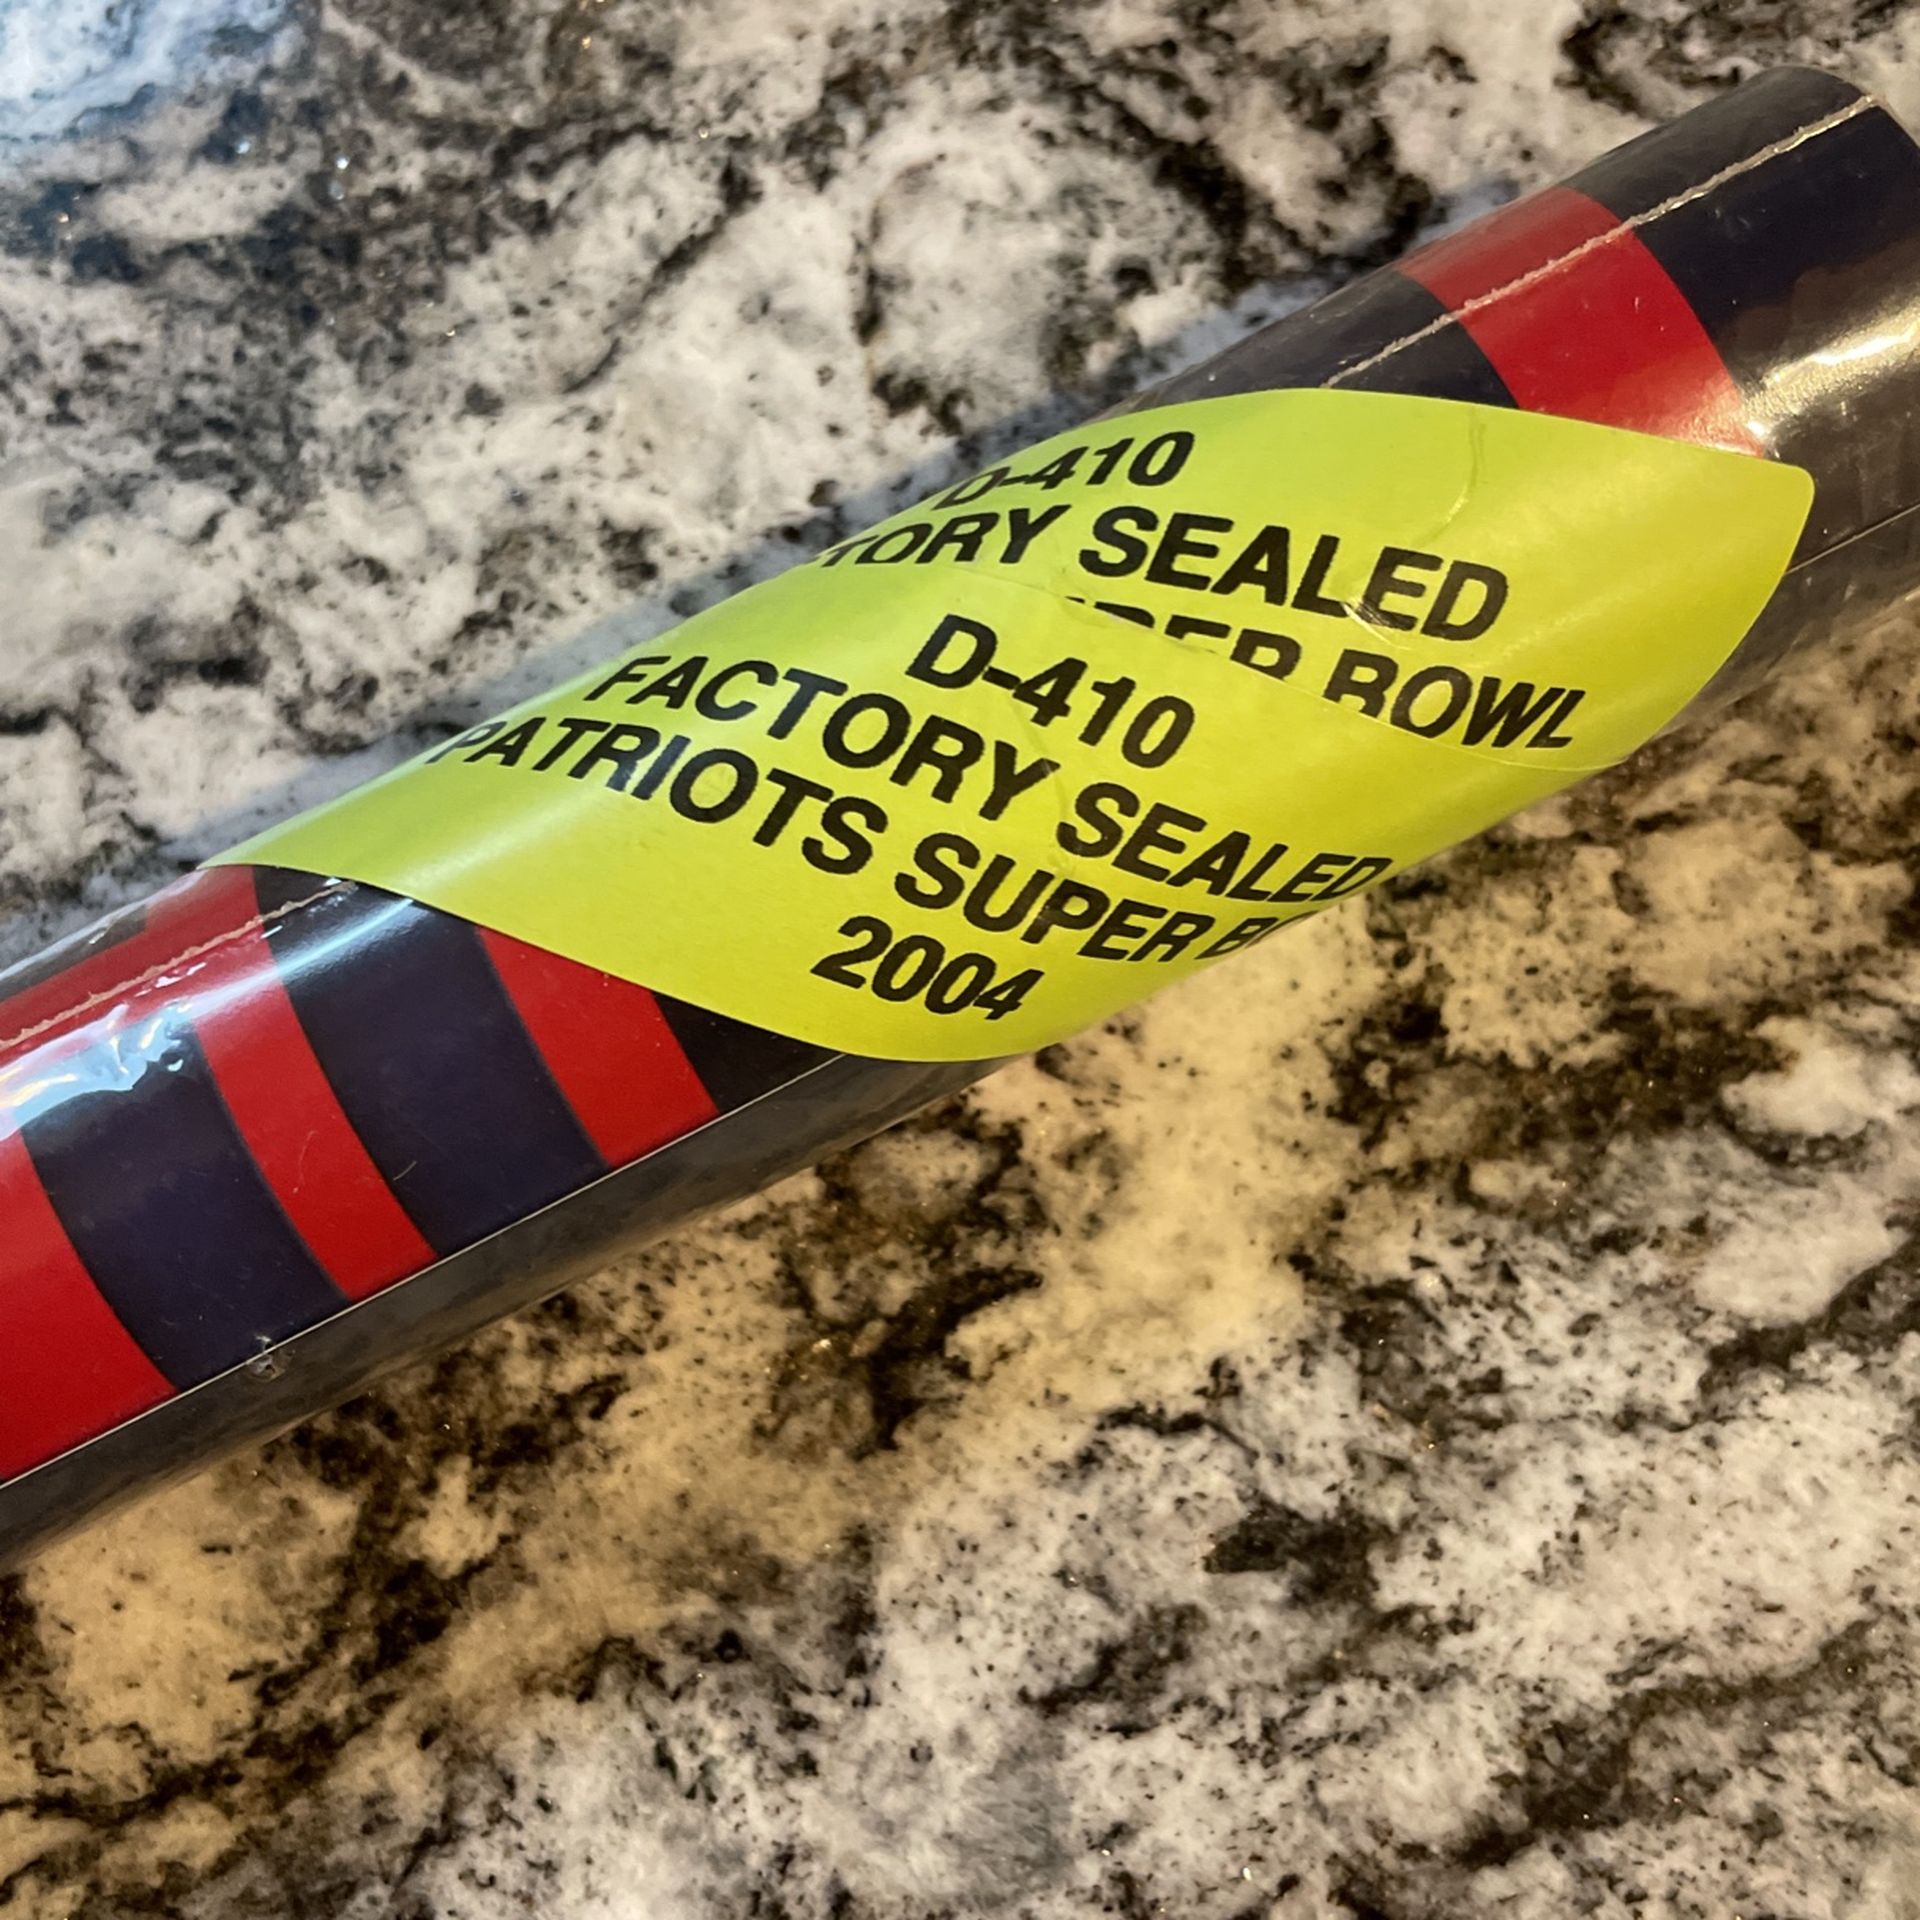 D-410
TORY SEALED
BOWL
D-410
FACTORY SEALED
PATRIOTS SUPER
2004